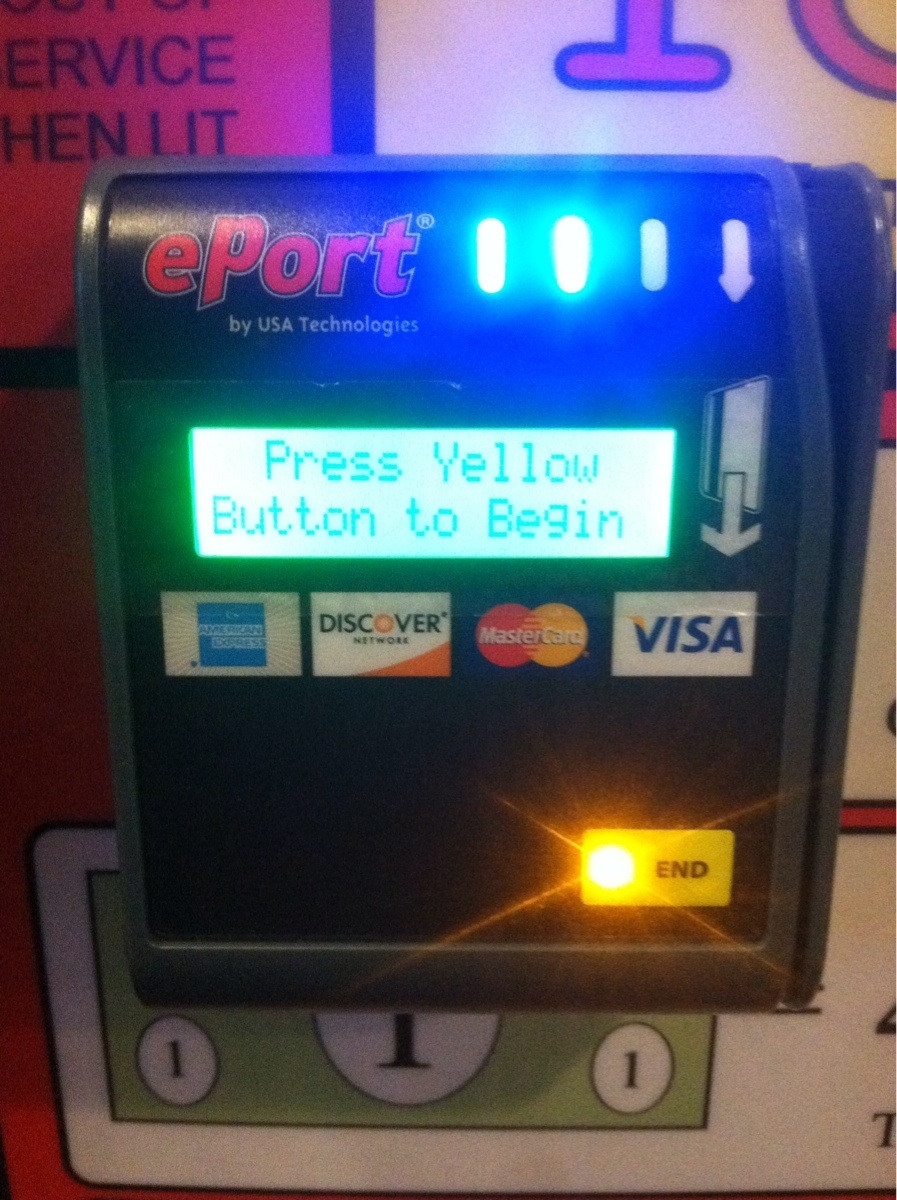 SERVICE
HEN LIT
ePort®
by USA Technologies
Press Yellow
Button to Begin
AMERICAN
EXPRESS
DISCOVER®
NETWORK
MasterCard
VISA
END
1
1
1